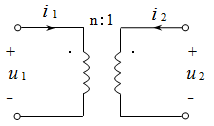 i1 n:1 i2
+ +
u1 u2
- -